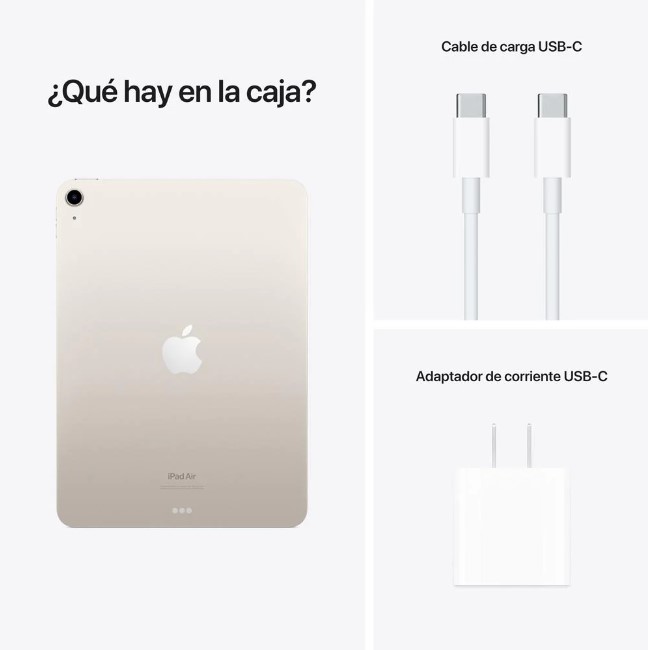 ¿Qué hay en la caja?
iPad Air
Cable de carga USB-C
Adaptador de corriente USB-C